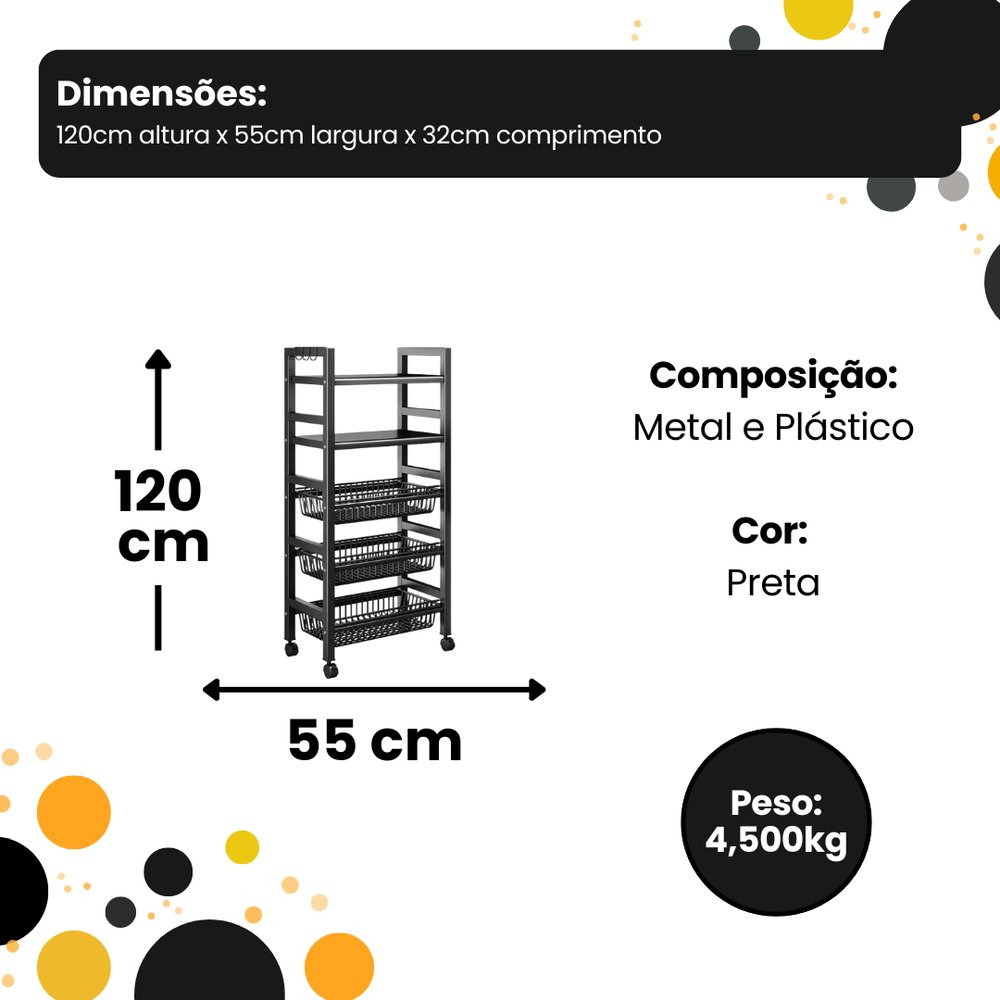 Dimensões:
120cm altura x 55cm largura x 32cm comprimento
120
cm
55 cm
Composição:
Metal e Plástico
Cor:
Preta
Peso:
4,500kg